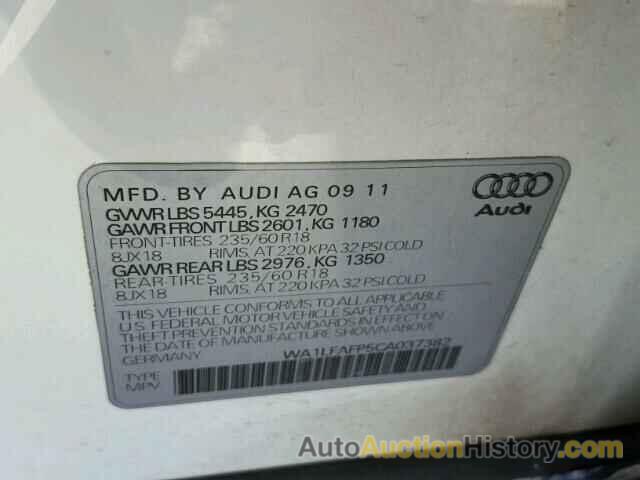 MFD. BY AUDI AG 09 11
GVWR LBS 5445, KG 2470
GAWR FRONT LBS 2601, KG 1180
FRONT-TIRES 235/60 R18
8JX18 RIMS, AT 220 KPA 32 PSI COLD
GAWR REAR LBS 2976, KG 1350
REAR-TIRES 235/60 R18
8JX18 RIMS, AT 220 KPA 32 PSI COLD
THIS VEHICLE CONFORMS TO ALL APPLICABLE
U.S. FEDERAL MOTOR VEHICLE SAFETY AND
THEFT PREVENTION STANDARDS IN EFFECT ON
THE DATE OF MANUFACTURE SHOWN ABOVE.
GERMANY WA1LFAFP5CA037382
TYPE:
MPV
Audi
AutoAuctionHistory.com